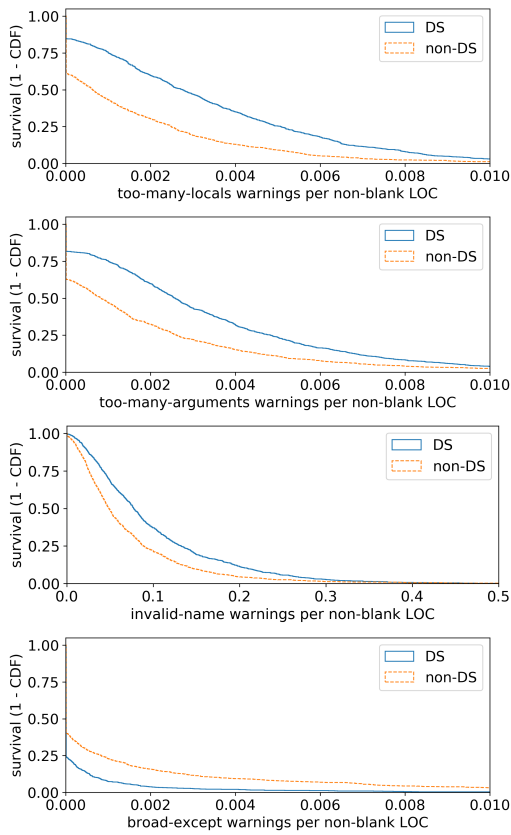 survival (1 - CDF)
1.00
0.75
0.50
0.25
0.00
DS
non-DS
0.000 0.002 0.004 0.006 0.008 0.010
too-many-locals warnings per non-blank LOC
survival (1 - CDF)
1.00
0.75
0.50
0.25
0.00
DS
non-DS
0.000 0.002 0.004 0.006 0.008 0.010
too-many-arguments warnings per non-blank LOC
survival (1 - CDF)
1.00
0.75
0.50
0.25
0.00
DS
non-DS
0.0 0.1 0.2 0.3 0.4 0.5
invalid-name warnings per non-blank LOC
survival (1 - CDF)
1.00
0.75
0.50
0.25
0.00
DS
non-DS
0.000 0.002 0.004 0.006 0.008 0.010
broad-except warnings per non-blank LOC